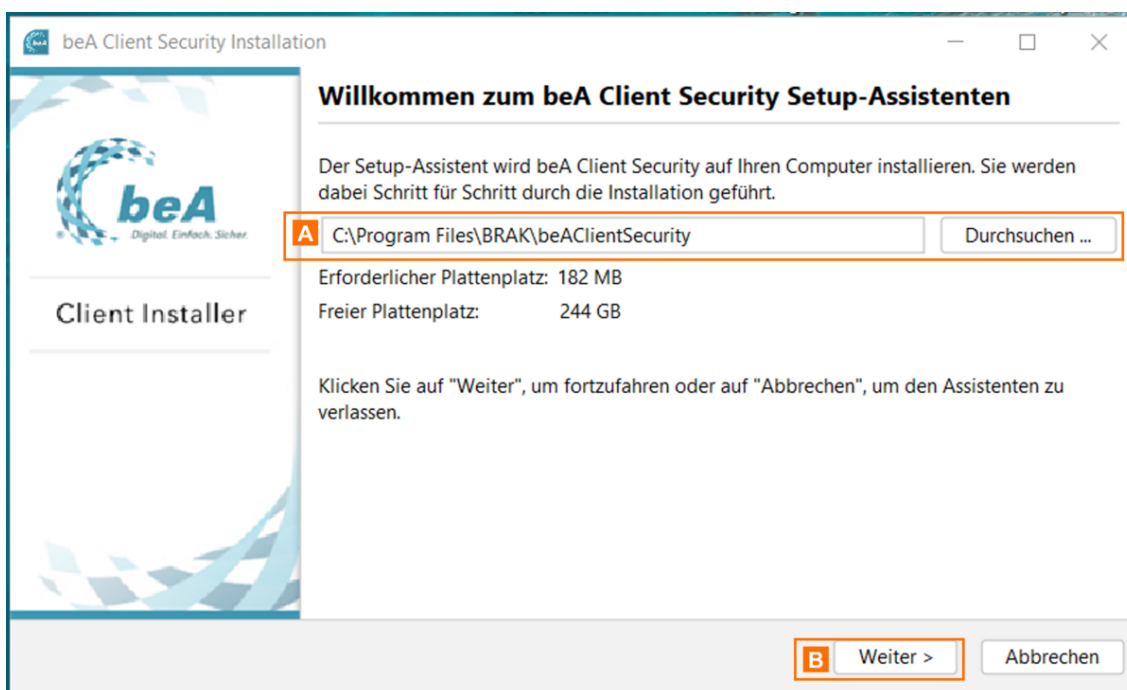 beA Client Security Installation
beA
Willkommen zum beA Client Security Setup-Assistenten
Der Setup-Assistent wird beA Client Security auf Ihren Computer installieren. Sie werden
dabei Schritt für Schritt durch die Installation geführt.
beA
® Digital. Einfach. Sicher.
A C:\Program Files\BRAK\beAClientSecurity Durchsuchen ...
Erforderlicher Plattenplatz: 182 MB
Client Installer
Freier Plattenplatz: 244 GB
Klicken Sie auf "Weiter", um fortzufahren oder auf "Abbrechen", um den Assistenten zu
verlassen.
B Weiter > Abbrechen